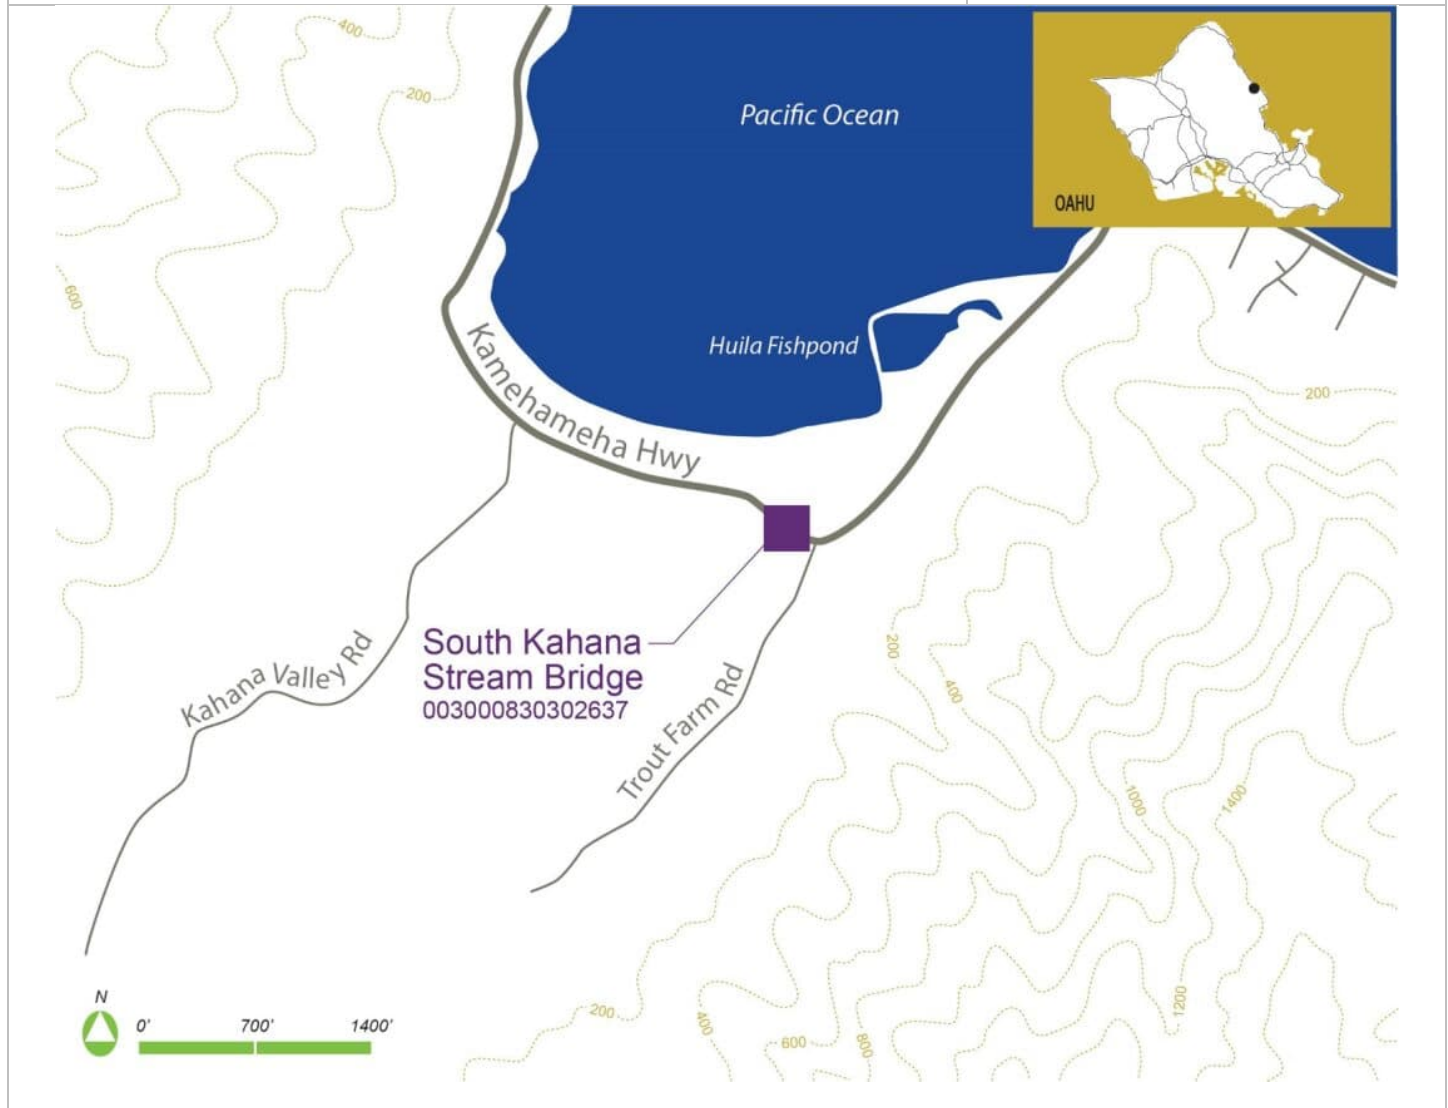 400
200
Pacific Ocean
OAHU
600
Huila Fishpond
Kamehameha Hwy
200
South Kahana
Stream Bridge
003000830302637
200
400
Kahana Valley Rd
Trout Farm Rd
1000
1400
N
0'
700'
1400'
200
400
600
800
1200